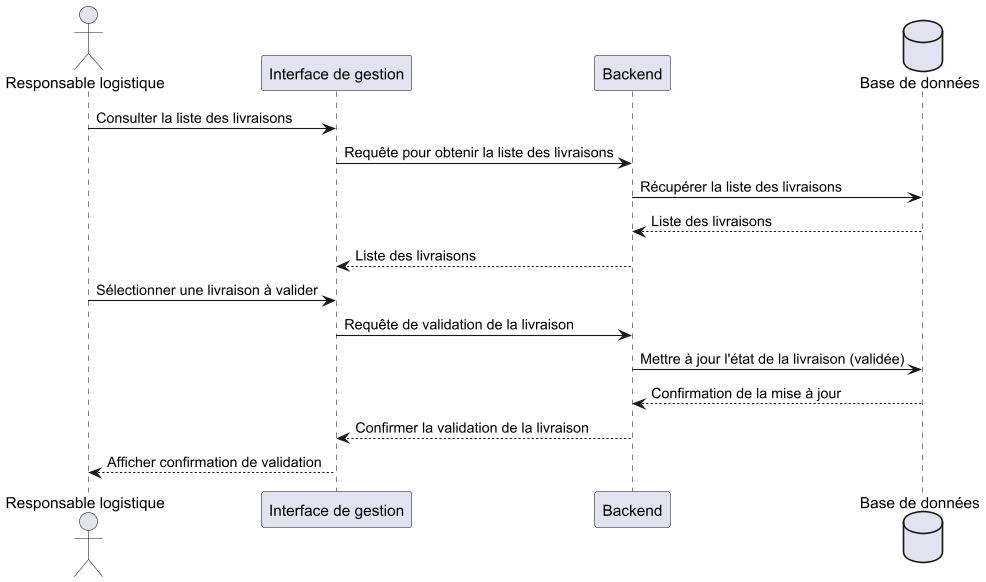 Responsable logistique
Interface de gestion
Backend
Base de données
Consulter la liste des livraisons
Requête pour obtenir la liste des livraisons
Récupérer la liste des livraisons
Liste des livraisons
Liste des livraisons
Sélectionner une livraison à valider
Requête de validation de la livraison
Mettre à jour l'état de la livraison (validée)
Confirmation de la mise à jour
Confirmer la validation de la livraison
Afficher confirmation de validation
Responsable logistique
Interface de gestion
Backend
Base de données